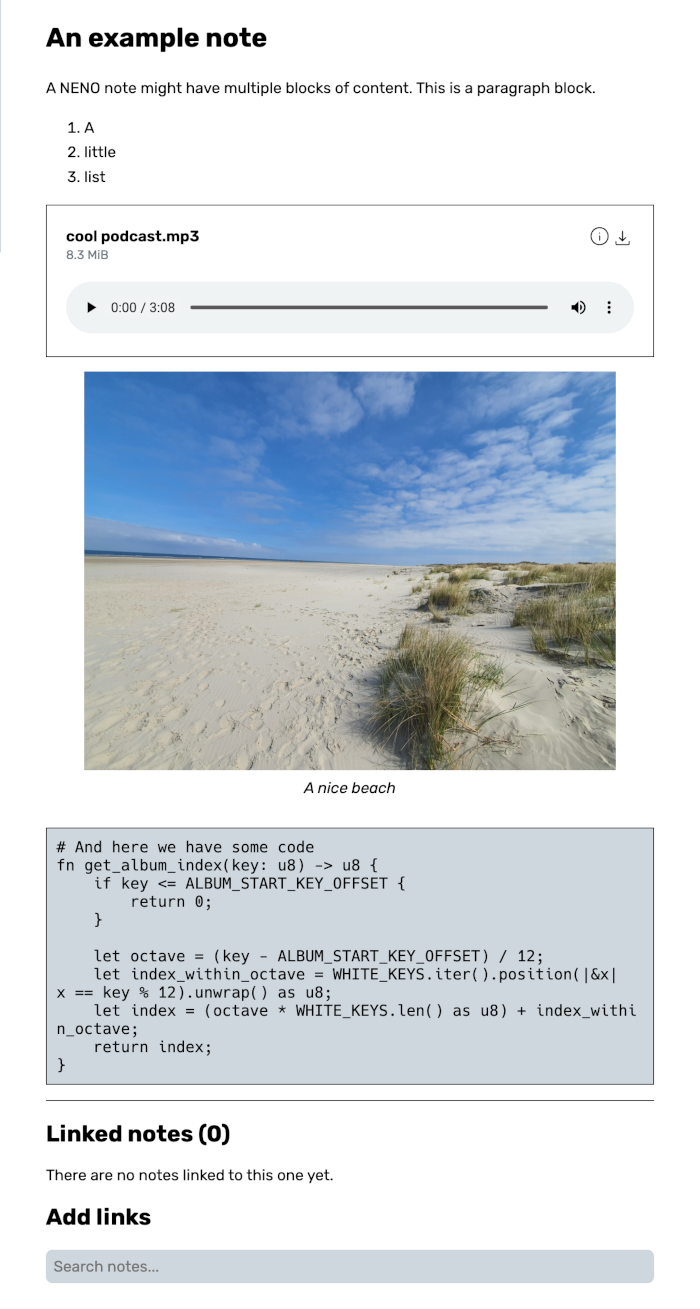 An example note
A NENO note might have multiple blocks of content. This is a paragraph block.
1. A
2. little
3. list
cool podcast.mp3
8.3 MiB
0:00 / 3:08
A nice beach
# And here we have some code
fn get_album_index(key: u8) -> u8 {
    if key <= ALBUM_START_KEY_OFFSET {
        return 0;
    }
    let octave = (key - ALBUM_START_KEY_OFFSET) / 12;
    let index_within_octave = WHITE_KEYS.iter().position(|&x|
x == key % 12).unwrap() as u8;
    let index = (octave * WHITE_KEYS.len() as u8) + index_withi
n_octave;
    return index;
}
Linked notes (0)
There are no notes linked to this one yet.
Add links
Search notes...